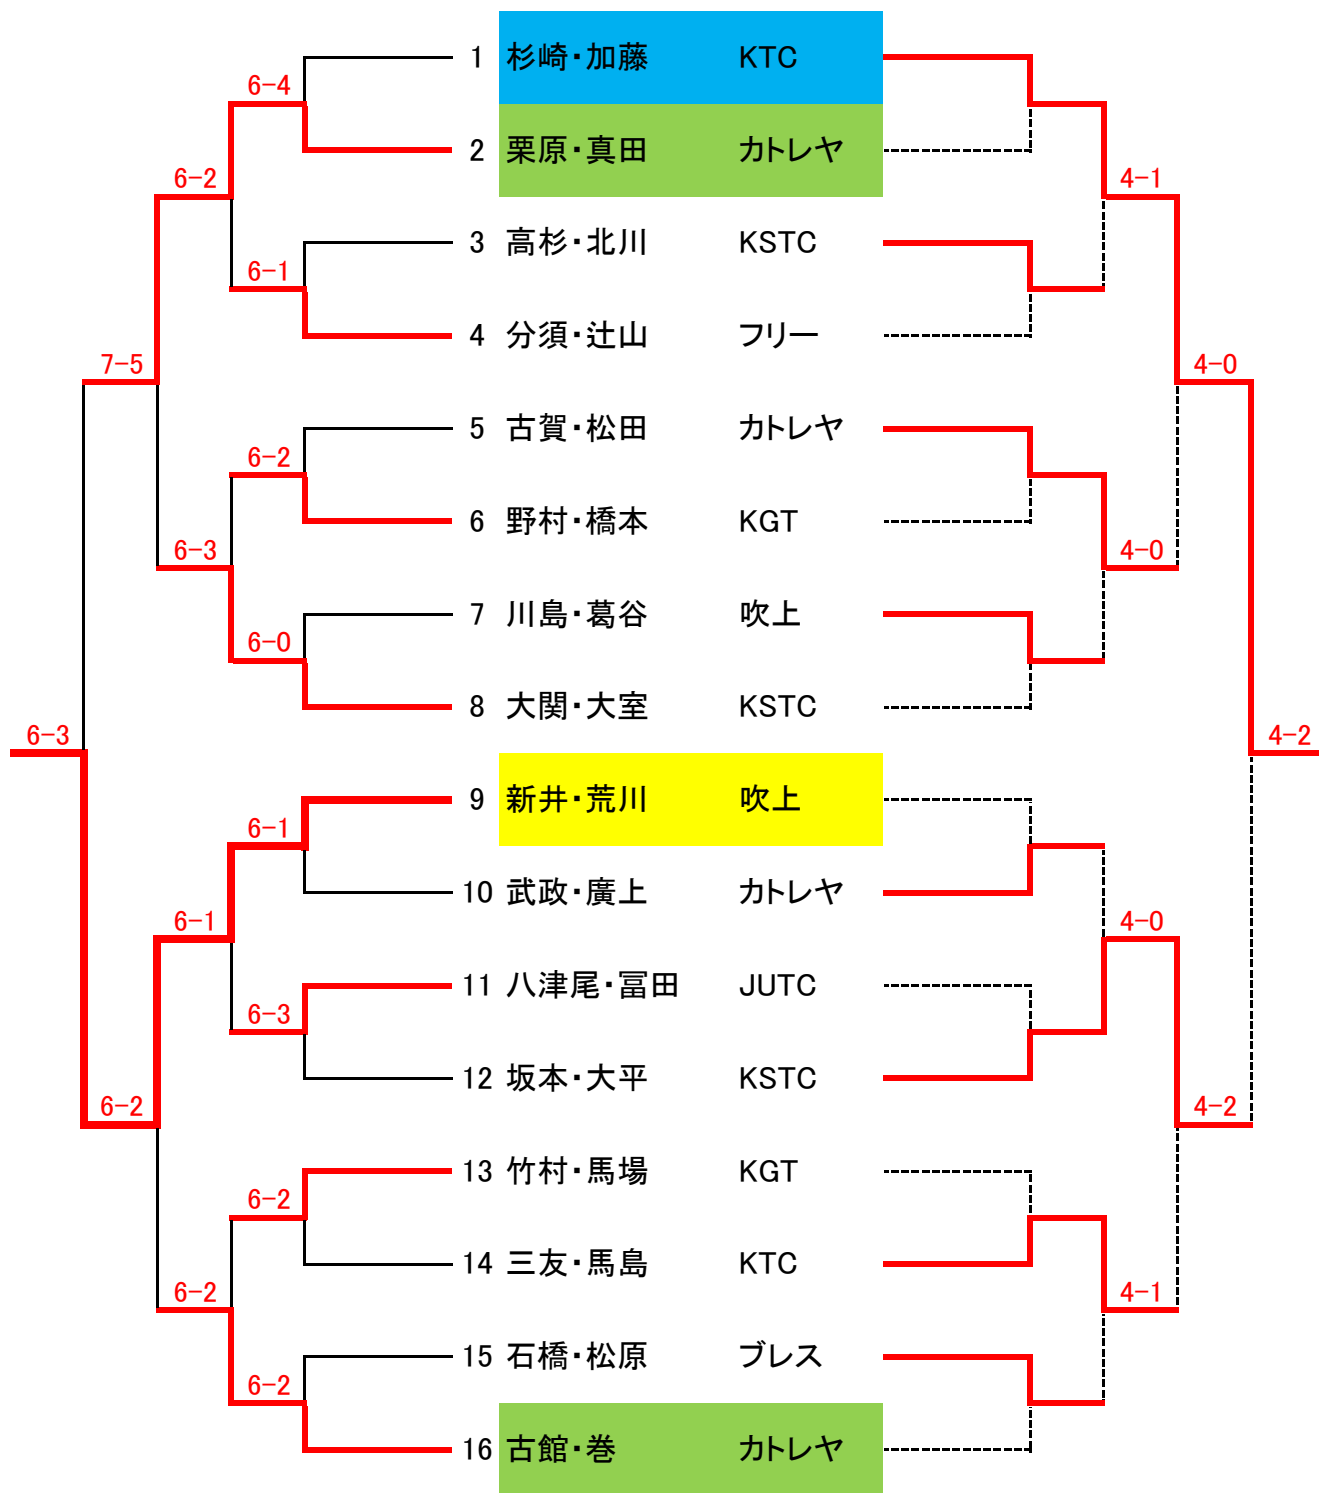 1 杉崎・加藤 KTC
6-4
2 栗原・真田 カトレヤ
6-2 4-1
3 高杉・北川 KSTC
6-1
4 分須・辻山 フリー
7-5 4-0
5 古賀・松田 カトレヤ
6-2
6 野村・橋本 KGT
6-3 4-0
7 川島・葛谷 吹上
6-0
8 大関・大室 KSTC
6-3 4-2
9 新井・荒川 吹上
6-1
10 武政・廣上 カトレヤ
6-1 4-0
11 八津尾・冨田 JUTC
6-3
12 坂本・大平 KSTC
6-2 4-2
13 竹村・馬場 KGT
6-2
14 三友・馬島 KTC
6-2 4-1
15 石橋・松原 ブレス
6-2
16 古館・巻 カトレヤ